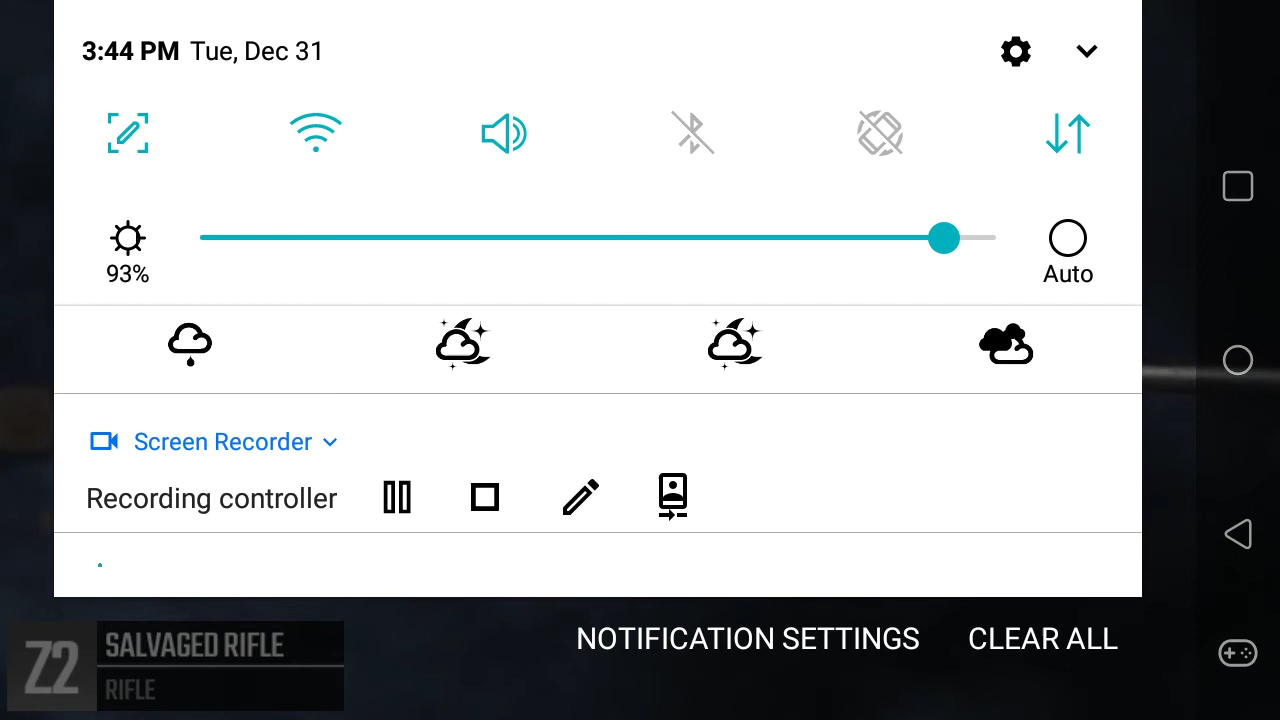 3:44 PM Tue, Dec 31
93%
Auto
Screen Recorder
Recording controller
NOTIFICATION SETTINGS CLEAR ALL
Z2
SALVAGED RIFLE
RIFLE